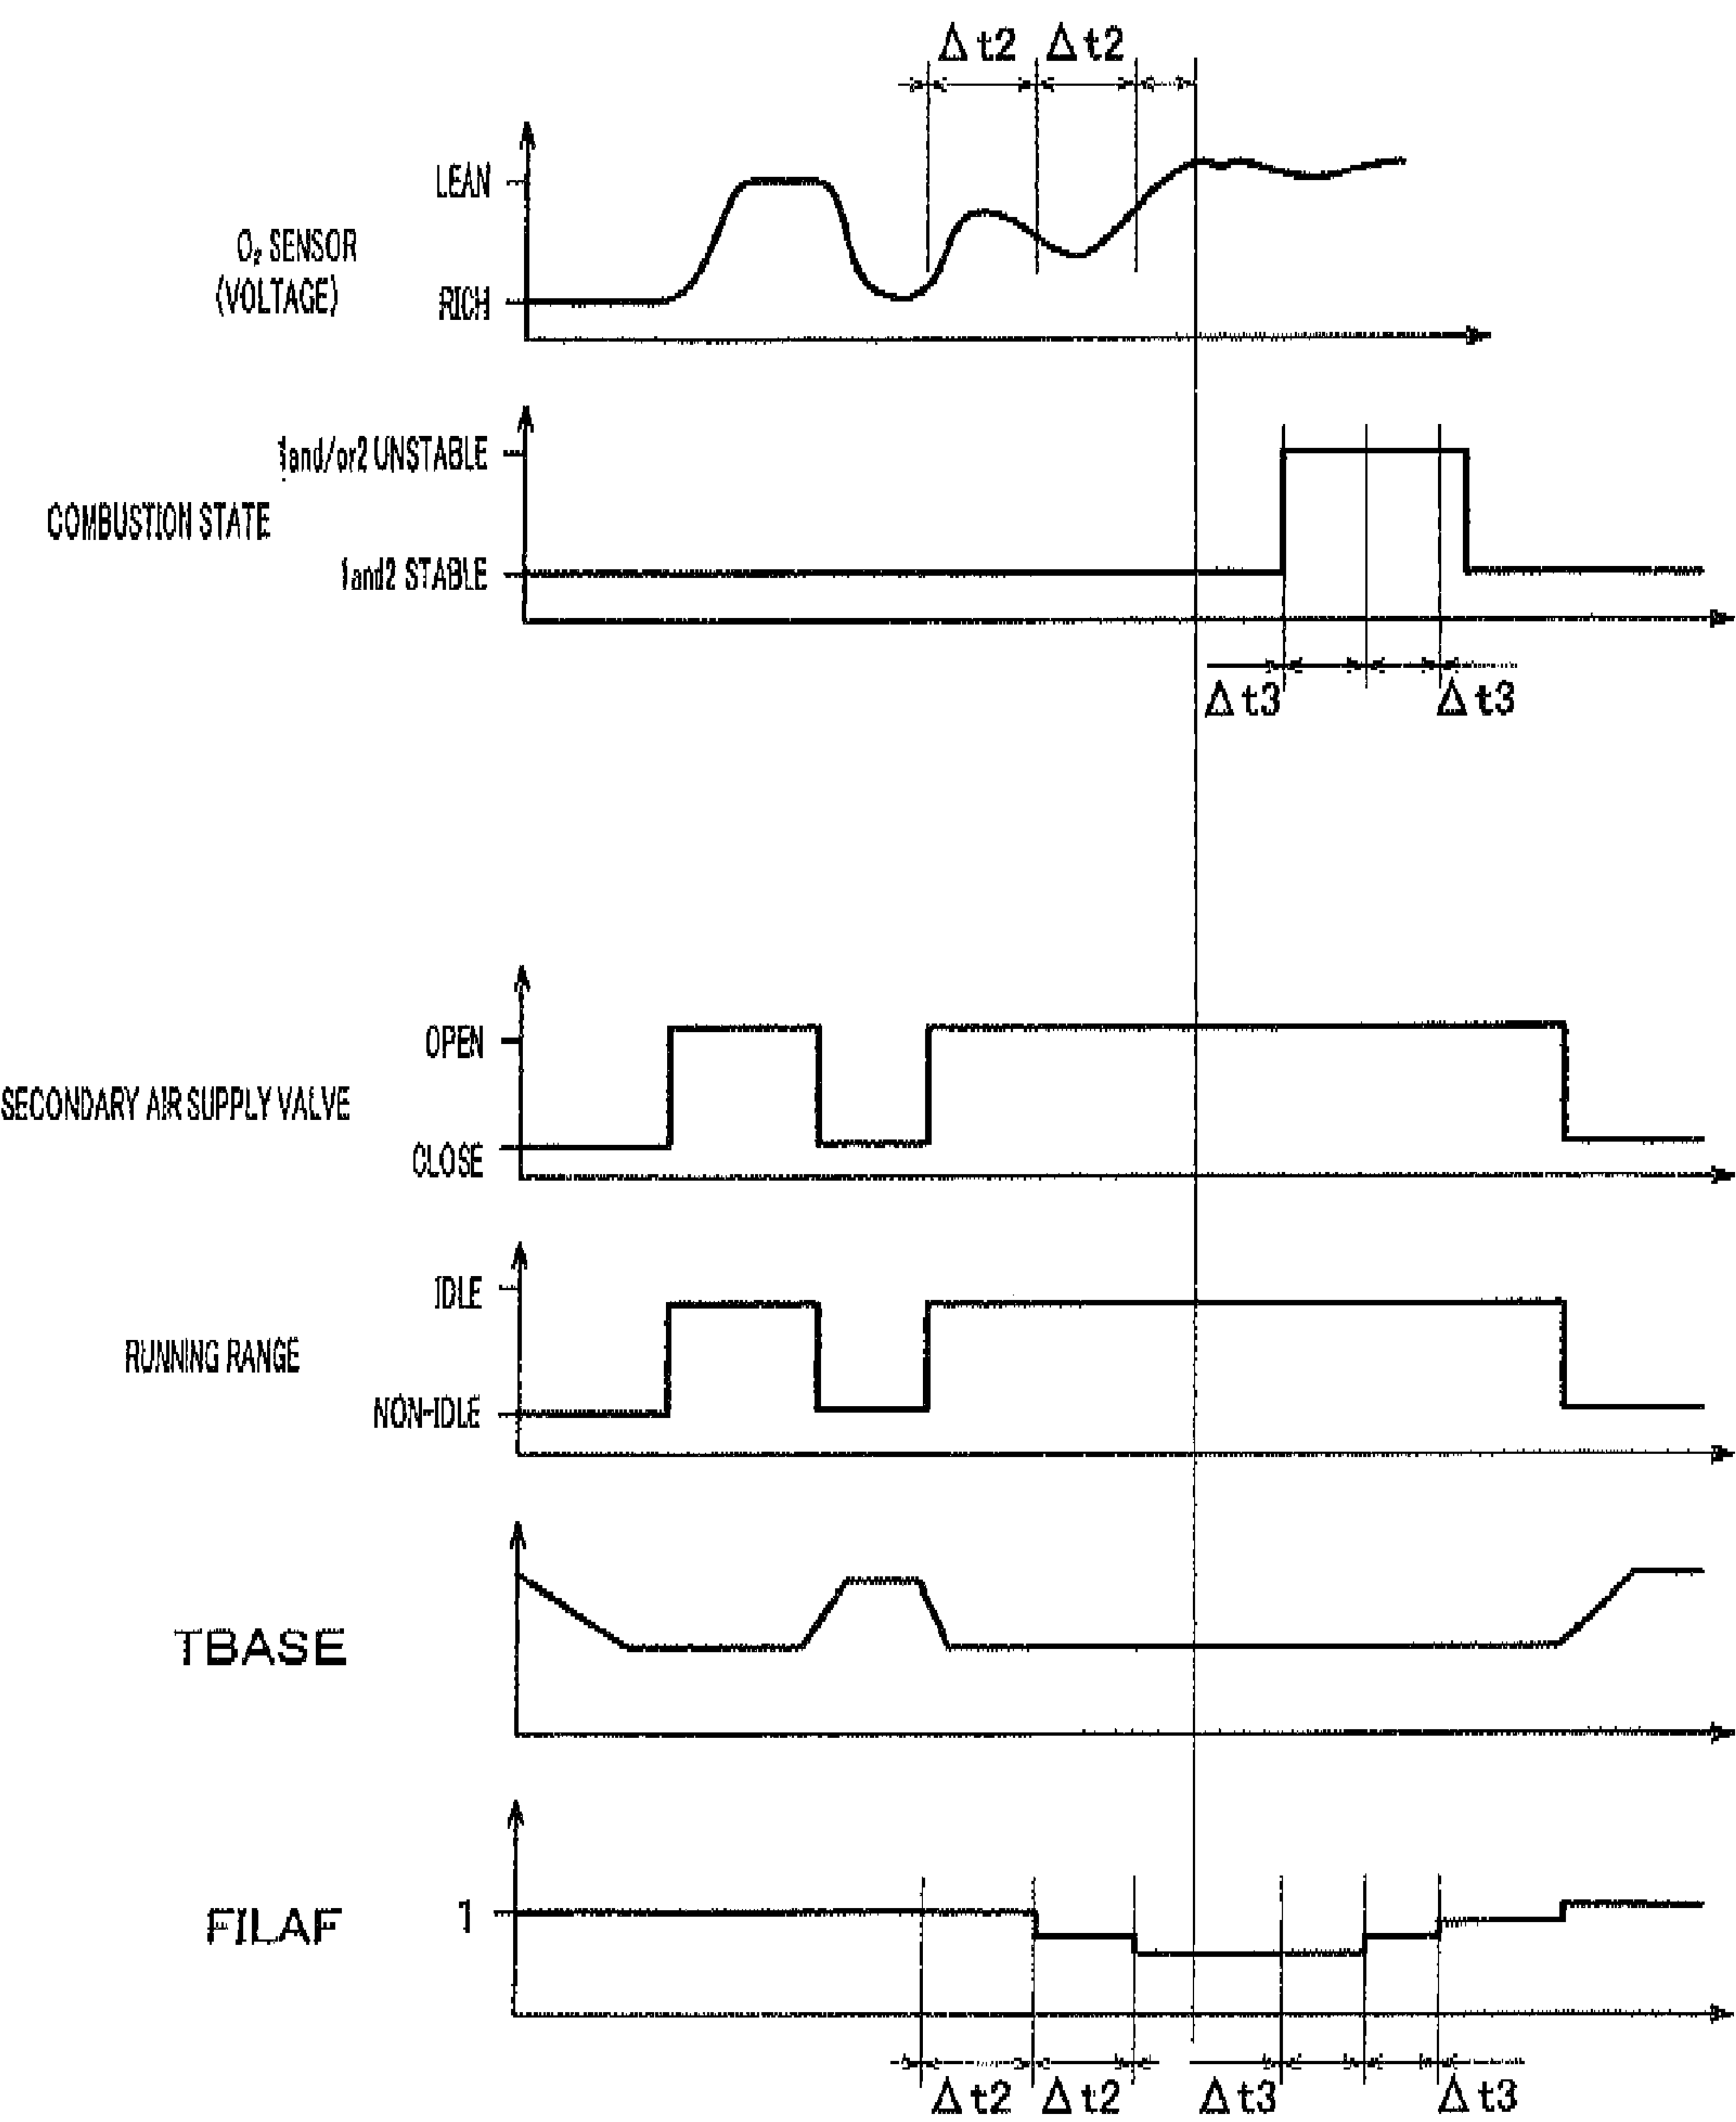 Δt2 Δt2
LEAN
O₂ SENSOR
(VOLTAGE)
RICH
1and/or2 UNSTABLE
COMBUSTION STATE
1and2 STABLE
Δt3 Δt3
OPEN
SECONDARY AIR SUPPLY VALVE
CLOSE
IDLE
RUNNING RANGE
NON-IDLE
TBASE
1
FILAF
Δt2 Δt2 Δt3 Δt3